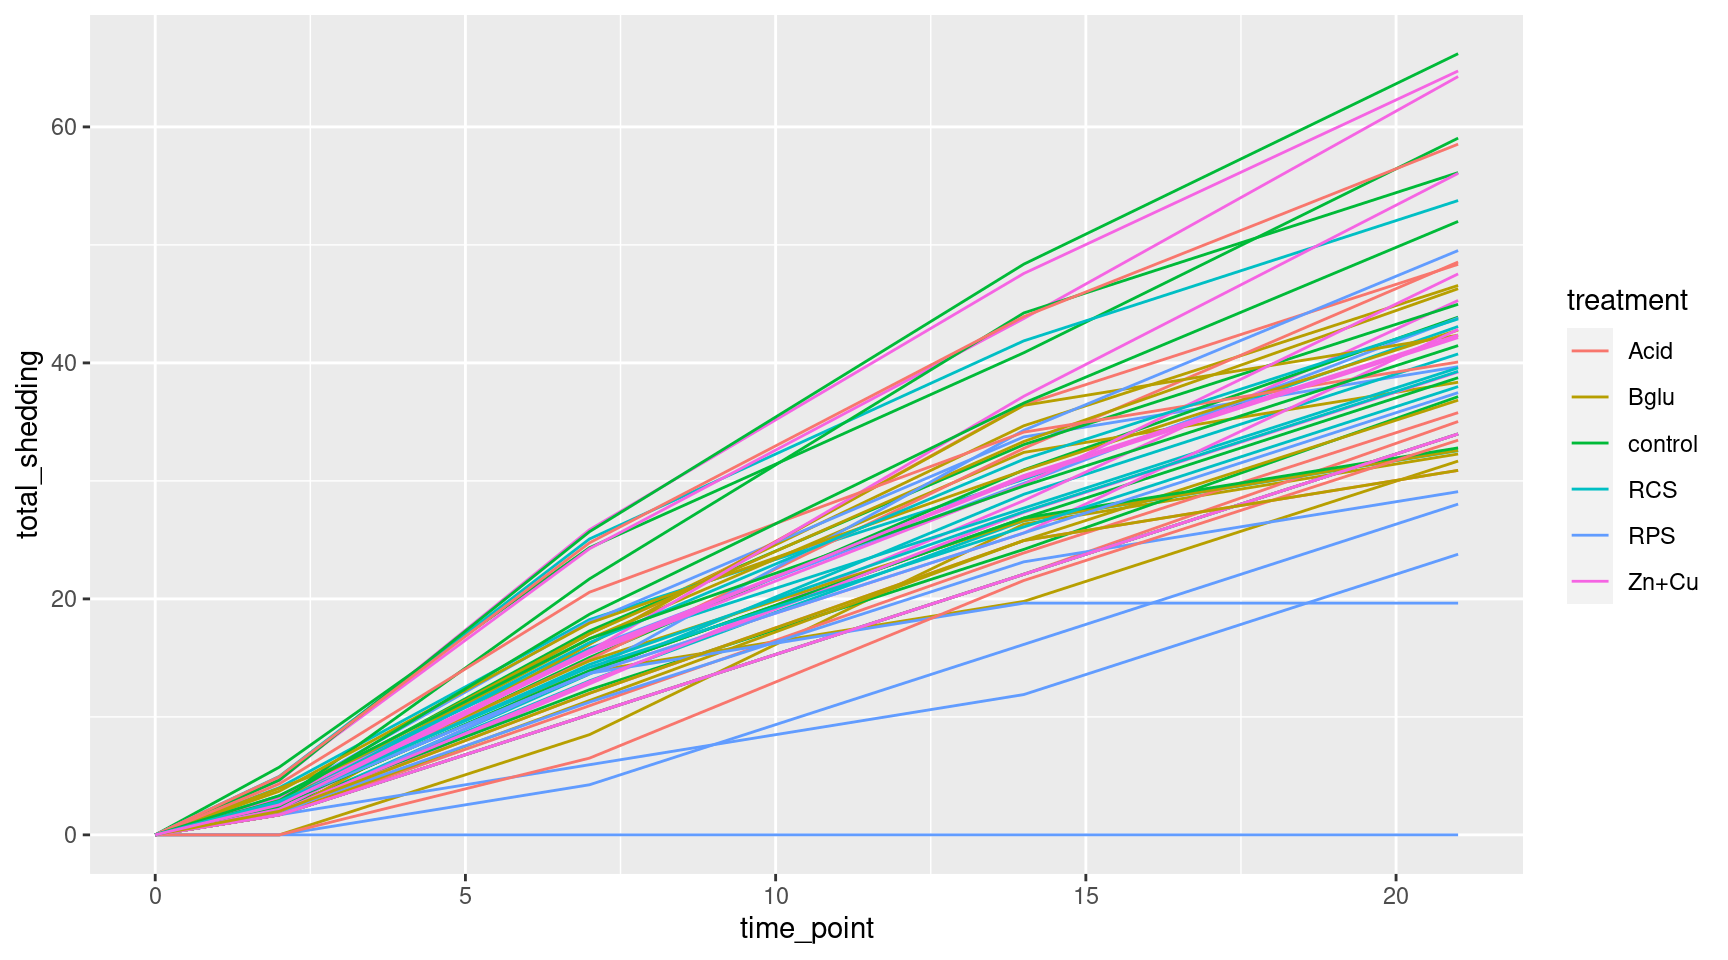 60
40
20
0
0 5 10 15 20
time_point
total_shedding
treatment
Acid
Bglu
control
RCS
RPS
Zn+Cu